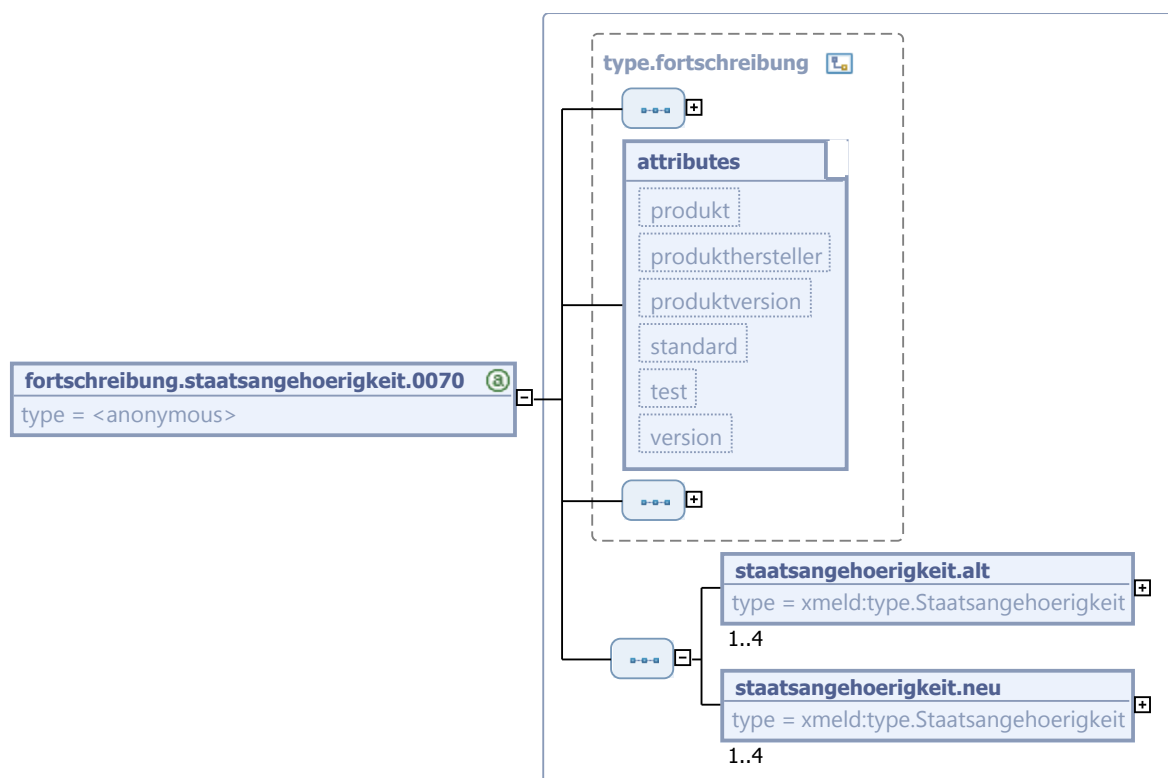 type.fortschreibung
attributes
produkt
produkthersteller
produktversion
standard
test
version
fortschreibung.staatsangehoerigkeit.0070 a
type = <anonymous>
staatsangehoerigkeit.alt
type = xmeld:type.Staatsangehoerigkeit
1..4
staatsangehoerigkeit.neu
type = xmeld:type.Staatsangehoerigkeit
1..4